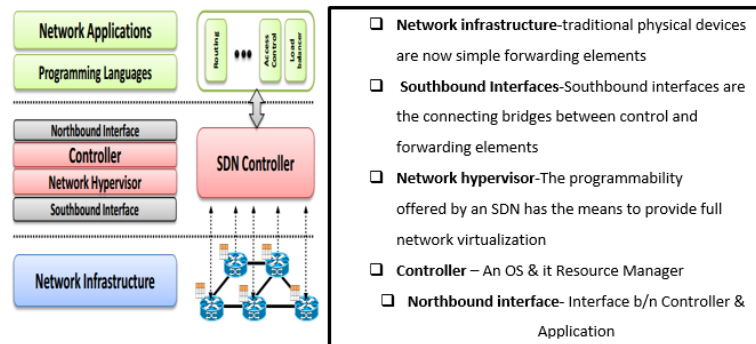 Network Applications
Programming Languages
Routing
•••
Access
Control
Load
balancer
Northbound Interface
Controller
Network Hypervisor
Southbound Interface
SDN Controller
Network Infrastructure
❑ Network infrastructure-traditional physical devices
are now simple forwarding elements
❑ Southbound Interfaces-Southbound interfaces are
the connecting bridges between control and
forwarding elements
❑ Network hypervisor-The programmability
offered by an SDN has the means to provide full
network virtualization
❑ Controller – An OS & it Resource Manager
❑ Northbound interface- Interface b/n Controller &
Application